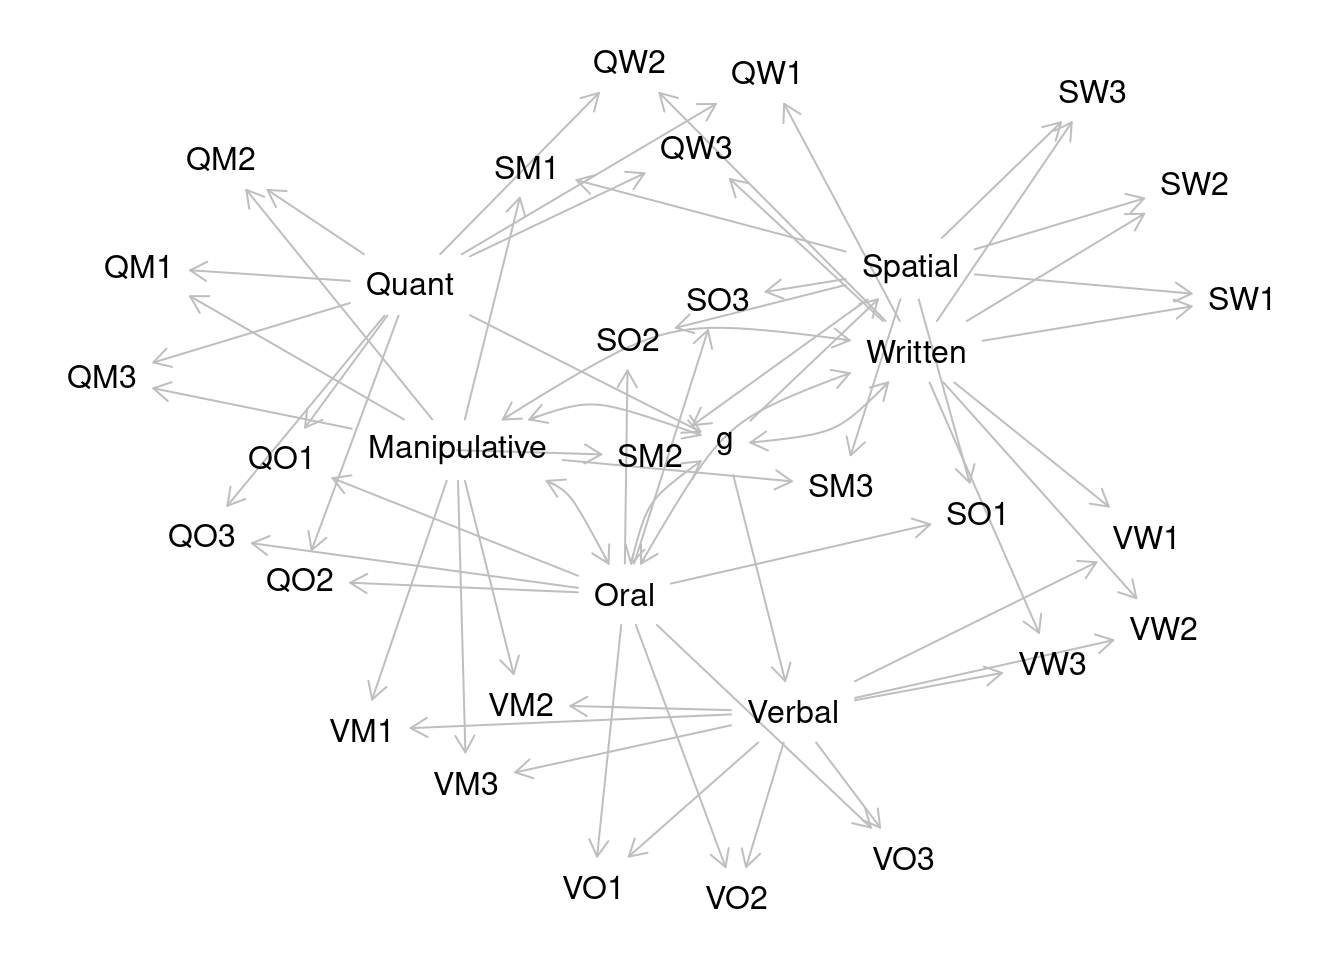 QW2
QW1
SW3
QM2
SM1
QW3
SW2
QM1
Quant
Spatial
SO3
SW1
SO2
Written
QM3
Manipulative
g
QO1
SM2
SM3
SO1
QO3
VW1
QO2
Oral
VW2
VW3
VM2
Verbal
VM1
VM3
VO3
VO1
VO2